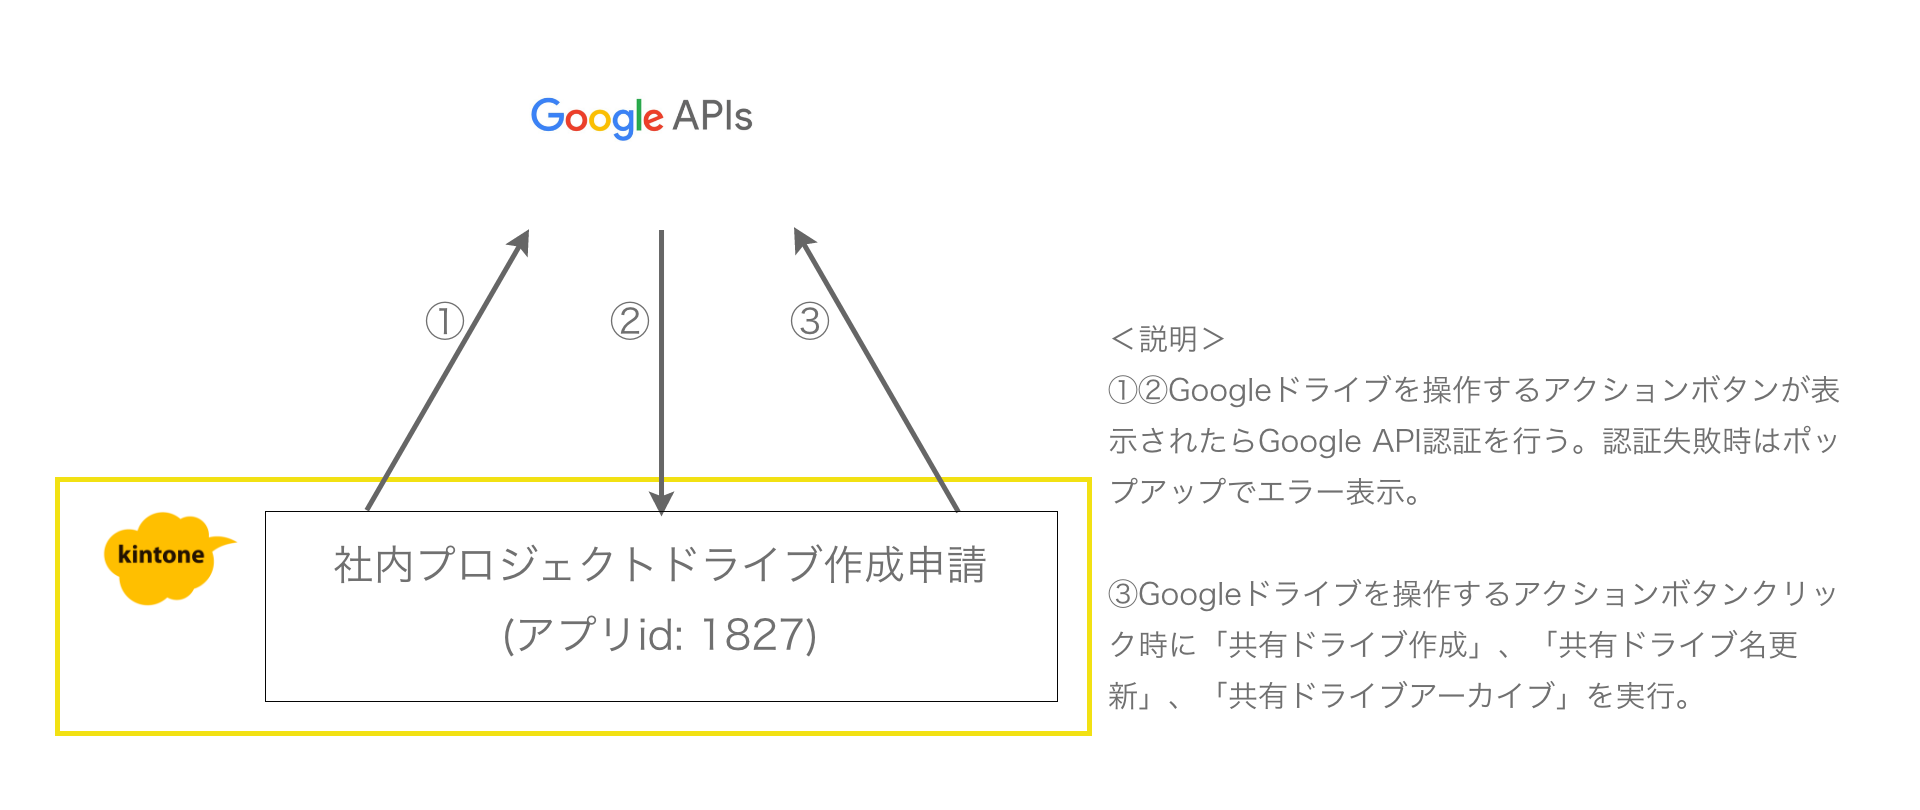 Google APIs
① ② ③
＜説明＞
①②Googleドライブを操作するアクションボタンが表
示されたらGoogle API認証を行う。認証失敗時はポッ
プアップでエラー表示。
kintone
社内プロジェクトドライブ作成申請
(アプリid: 1827)
③Googleドライブを操作するアクションボタンクリッ
ク時に「共有ドライブ作成」、「共有ドライブ名更
新」、「共有ドライブアーカイブ」を実行。